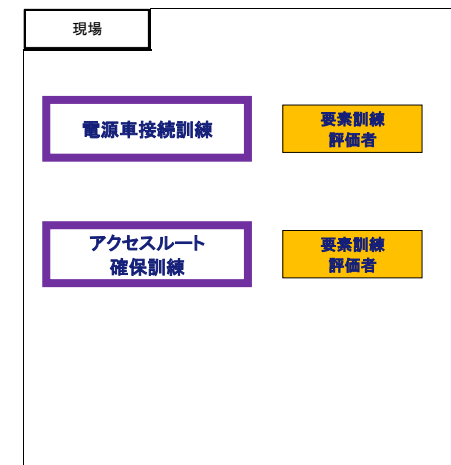 現場
電源車接続訓練
要素訓練
評価者
アクセスルート
確保訓練
要素訓練
評価者